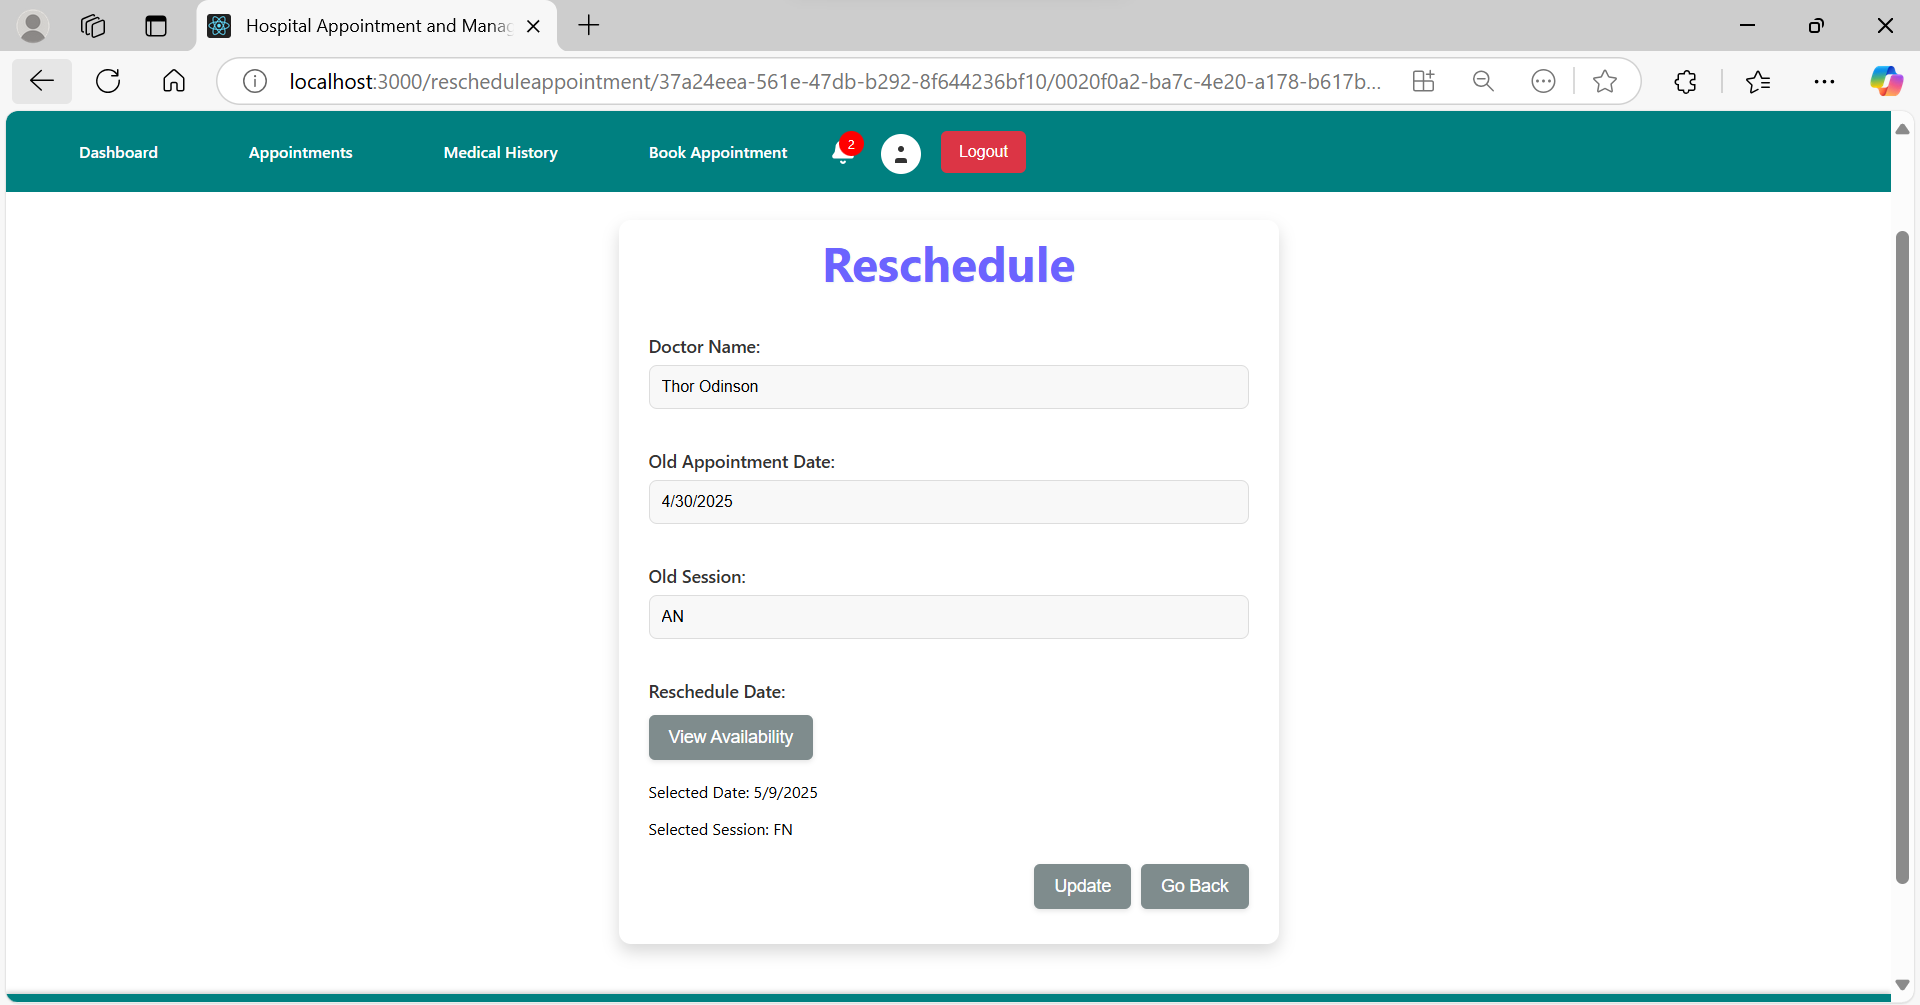 Hospital Appointment and Manag
localhost:3000/rescheduleappointment/37a24eea-561e-47db-b292-8f644236bf10/0020f0a2-ba7c-4e20-a178-b617b...
Dashboard
Appointments
Medical History
Book Appointment
2
Logout
Reschedule
Doctor Name:
Thor Odinson
Old Appointment Date:
4/30/2025
Old Session:
AN
Reschedule Date:
View Availability
Selected Date: 5/9/2025
Selected Session: FN
Update
Go Back